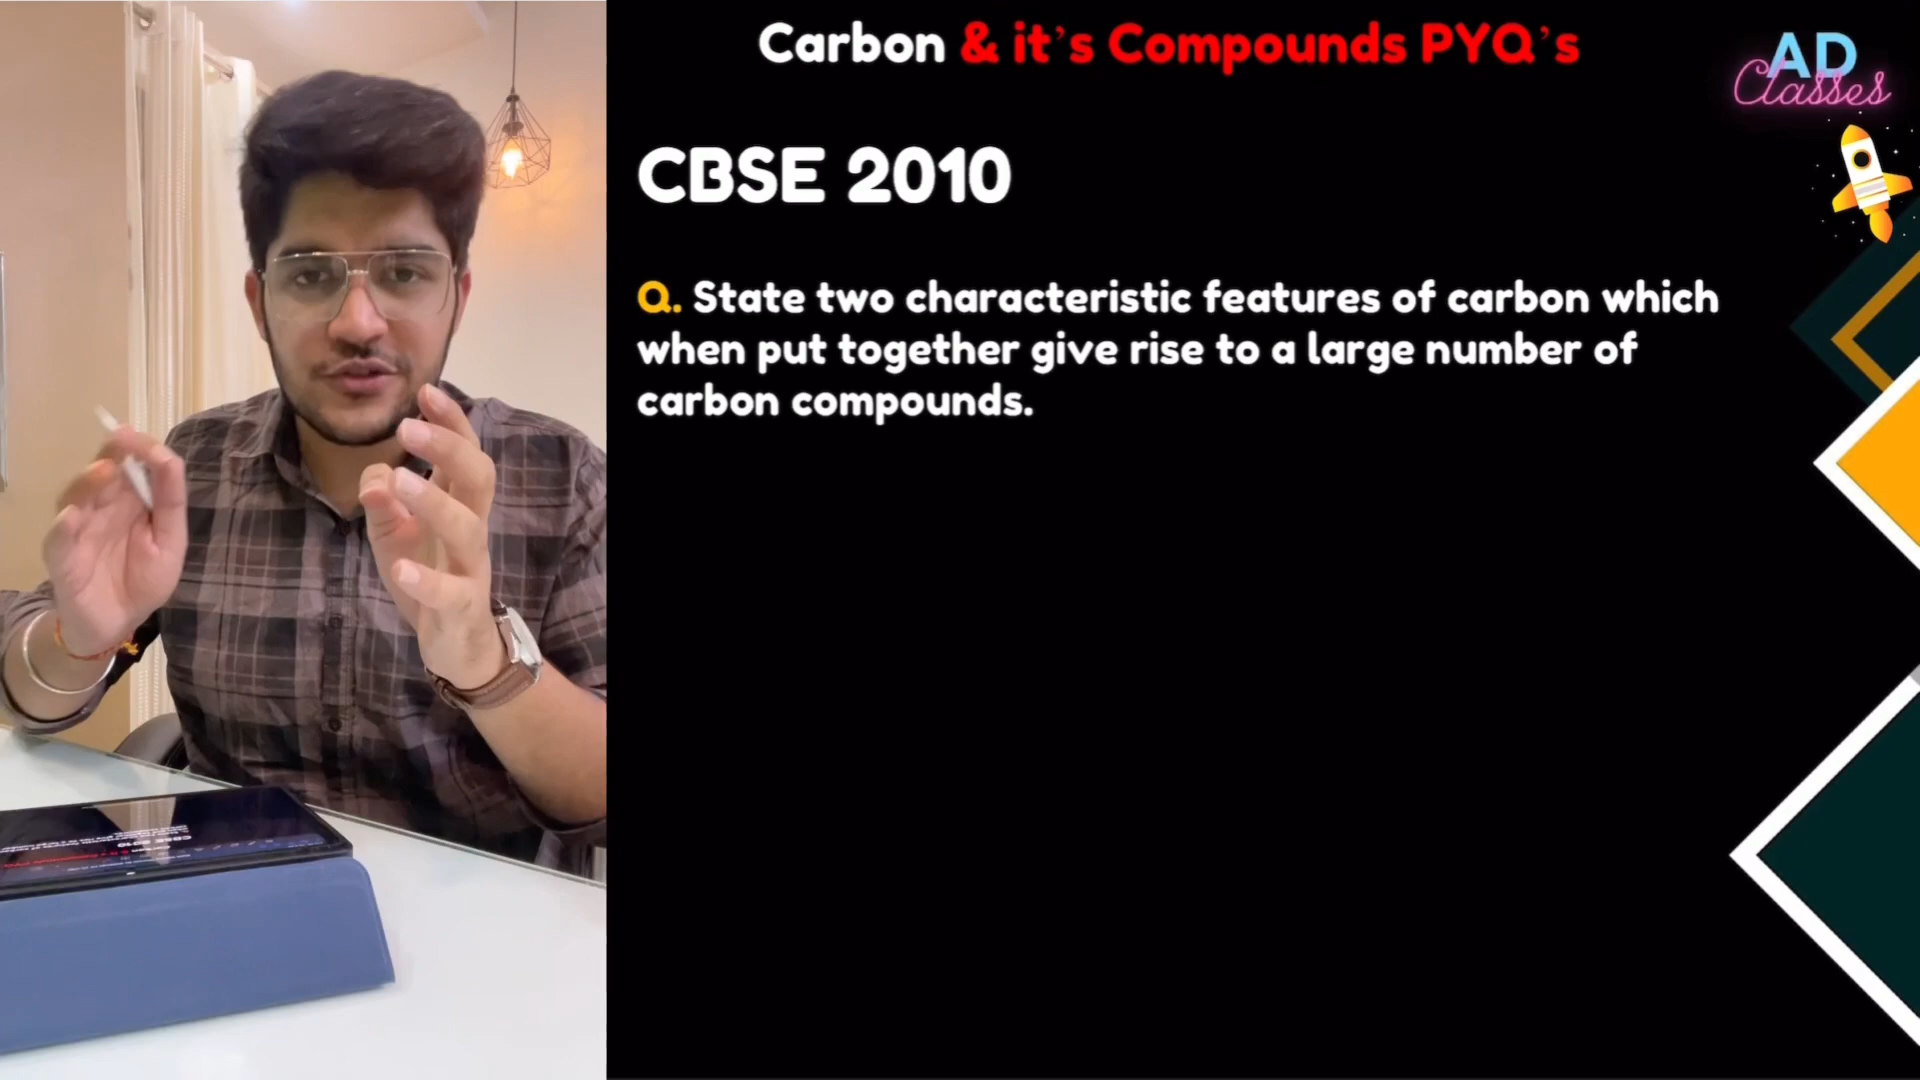 Carbon & it's Compounds PYQ's
AD
Classes
CBSE 2010
Q. State two characteristic features of carbon which
when put together give rise to a large number of
carbon compounds.